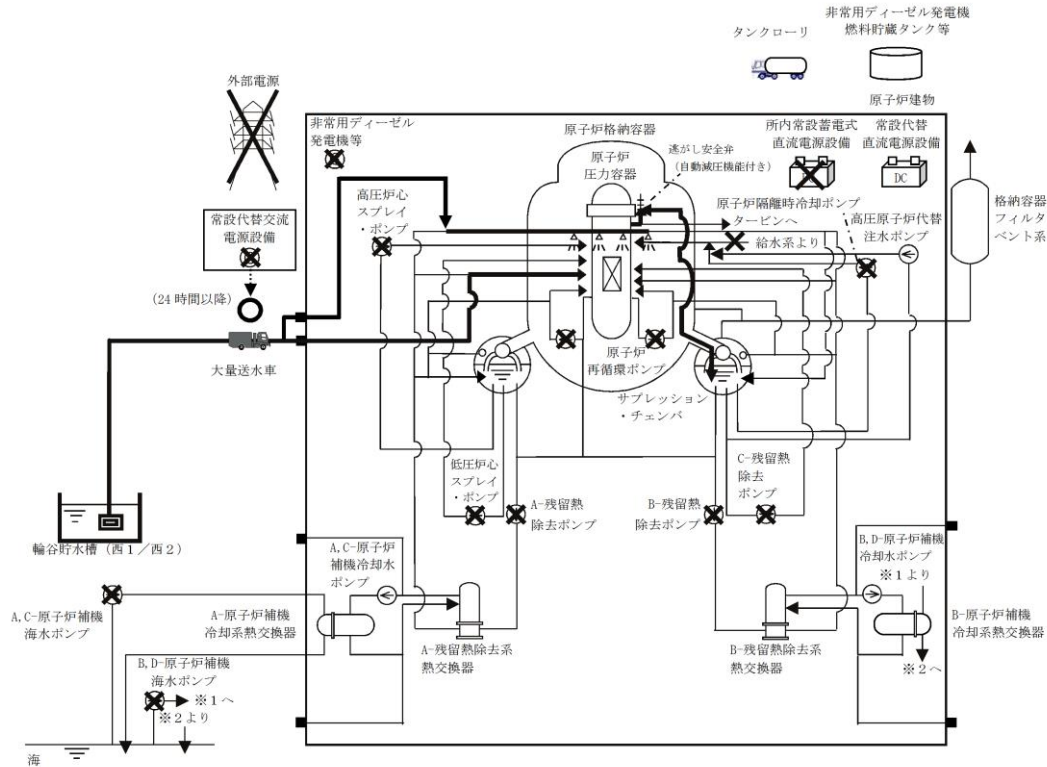 非常用ディーゼル発電機
燃料貯蔵タンク等
タンクローリ
外部電源
原子炉建物
非常用ディーゼル
発電機等
原子炉格納容器
原子炉
圧力容器
逃がし安全弁
(自動減圧機能付き)
所内常設蓄電式
直流電源設備
常設代替
直流電源設備
DC
高圧炉心
スプレイ
・ポンプ
原子炉隔離時冷却ポンプ
タービンへ
高圧原子炉代替
注水ポンプ
給水系より
格納容器
フィルタ
ベント系
常設代替交流
電源設備
(24時間以降)
大量送水車
原子炉
再循環ポンプ
サプレッション
・チェンバ
低圧炉心
スプレイ
・ポンプ
A-残留熱
除去ポンプ
B-残留熱
除去ポンプ
C-残留熱
除去
ポンプ
輪谷貯水槽(西1/西2)
A,C-原子炉
補機冷却水
ポンプ
B,D-原子炉補機
冷却水ポンプ
※1より
A,C-原子炉補機
海水ポンプ
A-原子炉補機
冷却系熱交換器
A-残留熱除去系
熱交換器
B-残留熱除去系
熱交換器
B-原子炉補機
冷却系熱交換器
※2へ
B,D-原子炉補機
海水ポンプ
※1へ
※2より
海